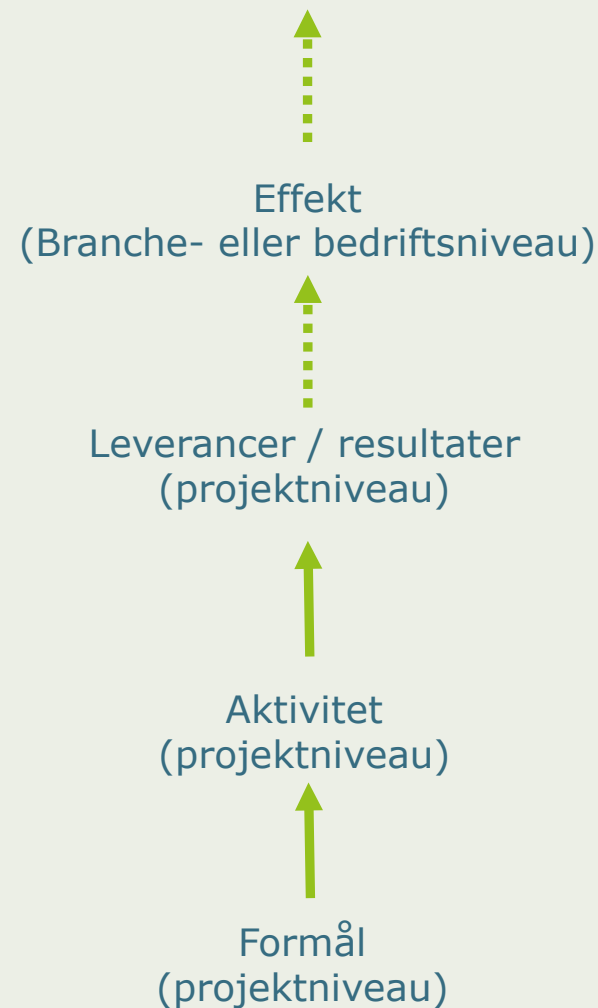 Effekt
(Branche- eller bedriftsniveau)
Leverancer / resultater
(projektniveau)
Aktivitet
(projektniveau)
Formål
(projektniveau)